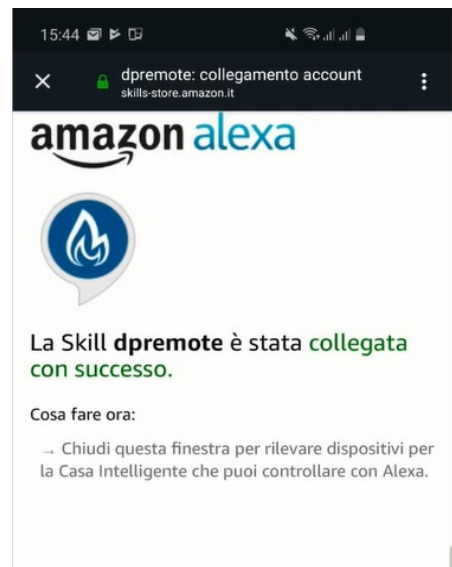 15:44
dpremote: collegamento account
skills-store.amazon.it
amazon alexa
La Skill dpremote è stata collegata
con successo.
Cosa fare ora:
→ Chiudi questa finestra per rilevare dispositivi per
la Casa Intelligente che puoi controllare con Alexa.